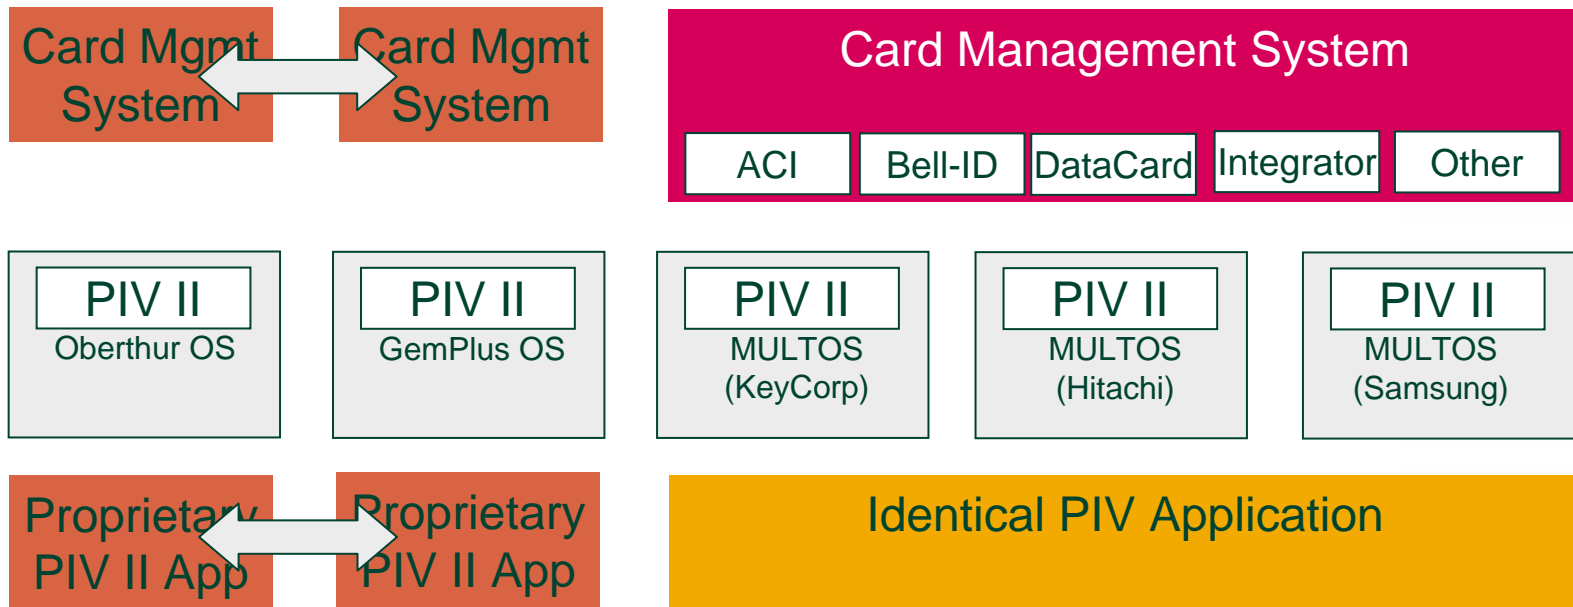 Card Mgmt
System
Card Mgmt
System
Card Management System
ACI
Bell-ID
DataCard
Integrator
Other
PIV II
Oberthur OS
PIV II
GemPlus OS
PIV II
MULTOS
(KeyCorp)
PIV II
MULTOS
(Hitachi)
PIV II
MULTOS
(Samsung)
Proprietary
PIV II App
Proprietary
PIV II App
Identical PIV Application